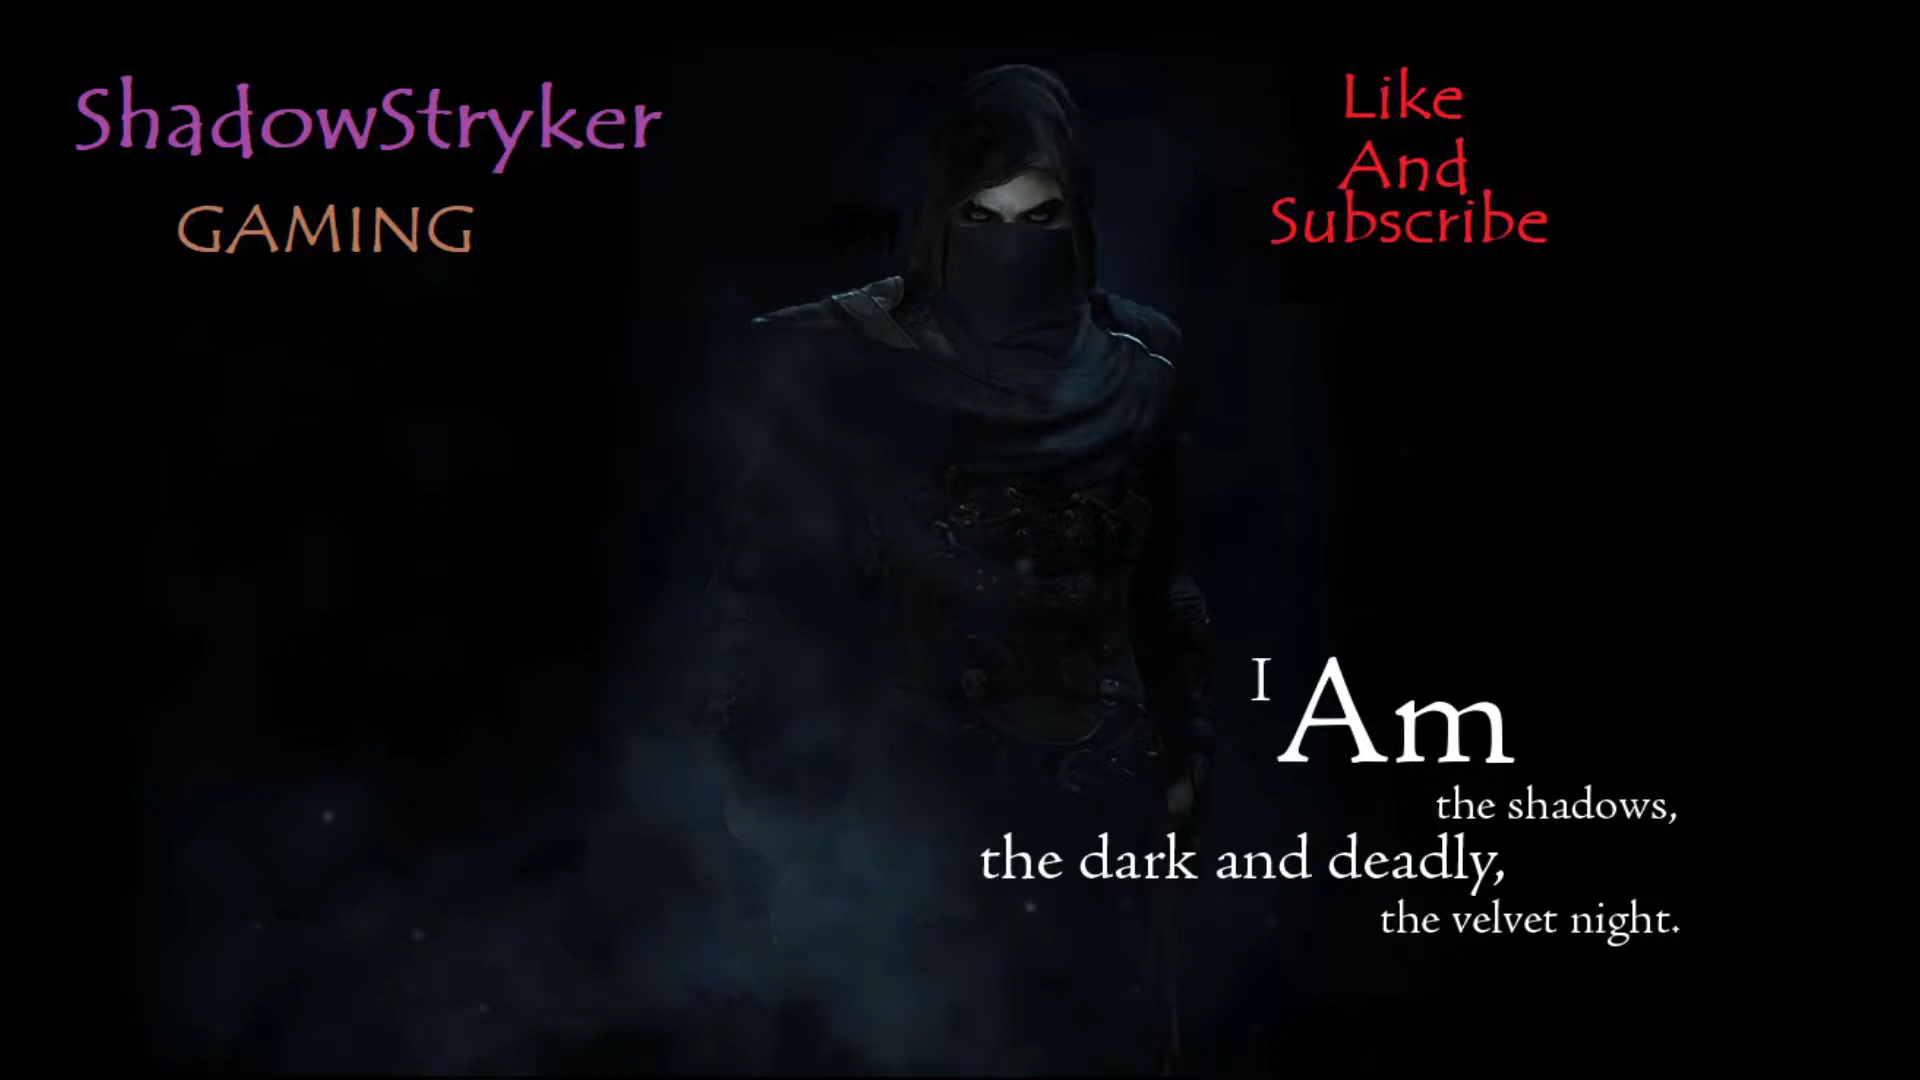 ShadowStryker
GAMING
Like
And
Subscribe
I Am
the shadows,
the dark and deadly,
the velvet night.